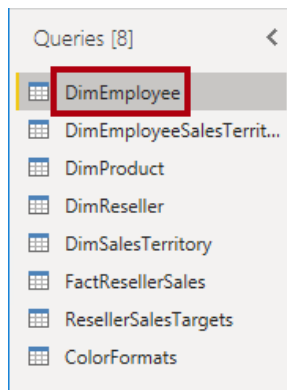 Queries [8]
DimEmployee
DimEmployeeSalesTerrit...
DimProduct
DimReseller
DimSalesTerritory
FactResellerSales
ResellerSalesTargets
ColorFormats